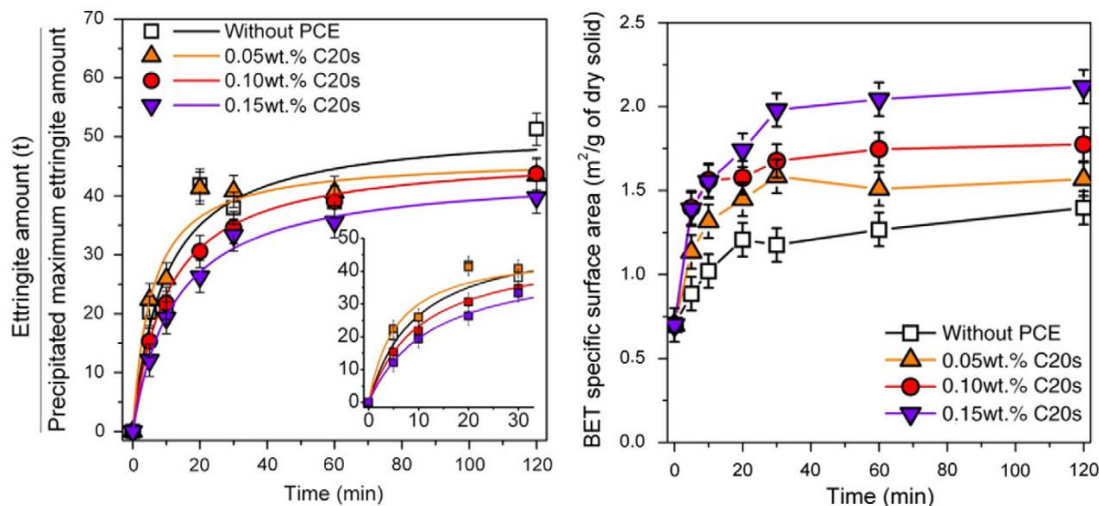 Ettringite amount (t)
Precipitated maximum ettringite amount
70
60
50
40
30
20
10
0
Without PCE
0.05wt.% C20s
0.10wt.% C20s
0.15wt.% C20s
50
40
30
20
10
0
0 10 20 30
0 20 40 60 80 100 120
Time (min)
BET specific surface area (m²/g of dry solid)
2.5
2.0
1.5
1.0
0.5
0.0
Without PCE
0.05wt.% C20s
0.10wt.% C20s
0.15wt.% C20s
0 20 40 60 80 100 120
Time (min)